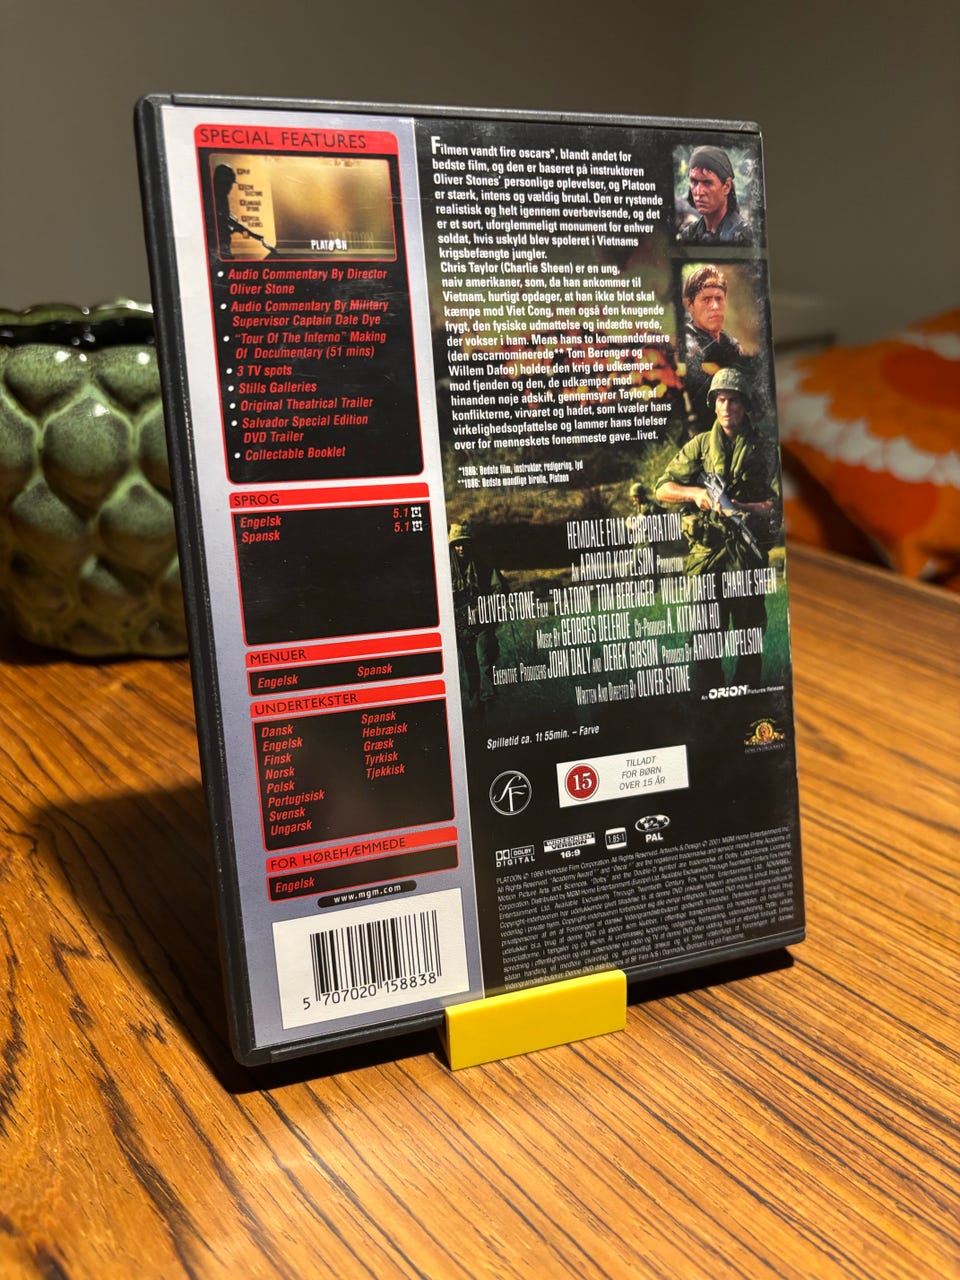 SPECIAL FEATURES
PLATOON
• Audio Commentary By Director
Oliver Stone
• Audio Commentary By Military
Supervisor Captain Dale Dye
• "Tour Of The Inferno" Making
Of Documentary (51 mins)
• 3 TV spots
• Stills Galleries
• Original Theatrical Trailer
• Salvador Special Edition
DVD Trailer
• Collectable Booklet
SPROG
Engelsk 5.1
Spansk 5.1
MENUER
Engelsk Spansk
UNDERTEKSTER
Dansk Spansk
Engelsk Hebræisk
Finsk Græsk
Norsk Tyrkisk
Polsk Tjekkisk
Portugisisk
Svensk
Ungarsk
FOR HØREHÆMMEDE
Engelsk
www.mgm.com
5 707020 158838
Filmen vandt fire oscars*, blandt andet for
bedste film, og den er baseret på instruktøren
Oliver Stones' personlige oplevelser, og Platoon
er stærk, intens og vældig brutal. Den er rystende
realistisk og helt igennem overbevisende, og det
er et sort, uforglemmeligt monument for enhver
soldat, hvis uskyld blev spoleret i Vietnams
krigsbefængte jungler.
Chris Taylor (Charlie Sheen) er en ung,
naiv amerikaner, som, da han ankommer til
Vietnam, hurtigt opdager, at han ikke blot skal
kæmpe mod Viet Cong, men også den knugende
frygt, den fysiske udmattelse og indædte vrede,
der vokser i ham. Mens hans to kommandoførere
(den oscarnominerede** Tom Berenger og
Willem Dafoe) holder den krig de udkæmper
mod fjenden og den, de udkæmper mod
hinanden nøje adskilt, gennemsyrer Taylor af
konflikterne, virvaret og hadet, som kvæler hans
virkelighedsopfattelse og lammer hans følelser
over for menneskets fonemmeste gave...livet.
*1986: Bedste film, instruktør, redigering, lyd
**1986: Bedste mandlige birolle, Platoon
HEMDALE FILM CORPORATION
An ARNOLD KOPELSON Production
An OLIVER STONE Film "PLATOON" TOM BERENGER WILLEM DAFOE CHARLIE SHEEN
Music By GEORGES DELERUE Co-Producer A. KITMAN HO
Executive Producers JOHN DALY and DEREK GIBSON Produced By ARNOLD KOPELSON
Written And Directed By OLIVER STONE
An ORION Pictures Release
Spilletid ca. 1t 55min. – Farve
SF
15
TILLADT
FOR BØRN
OVER 15 ÅR
DOLBY
DIGITAL
WIDESCREEN
VERSION
16:9
1.85:1
PAL